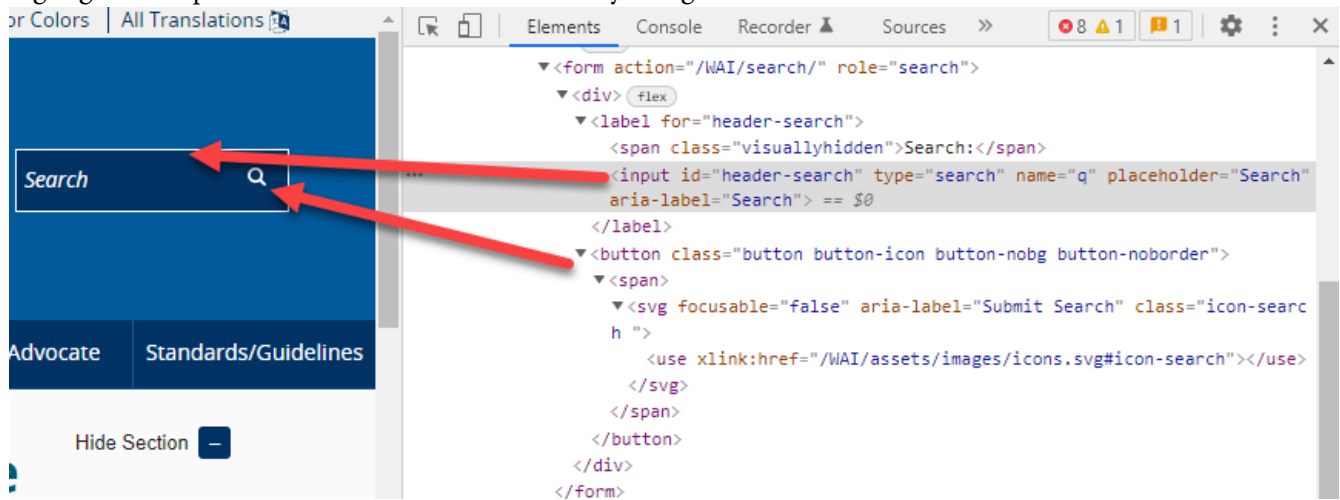 or Colors | All Translations
Search
Advocate
Standards/Guidelines
Hide Section –
Elements Console Recorder Sources »
8 1 1
▼<form action="/WAI/search/" role="search">
▼<div> flex
▼<label for="header-search">
<span class="visuallyhidden">Search:</span>
... <input id="header-search" type="search" name="q" placeholder="Search"
aria-label="Search"> == $0
</label>
▼<button class="button button-icon button-nobg button-noborder">
▼<span>
▼<svg focusable="false" aria-label="Submit Search" class="icon-searc
h ">
<use xlink:href="/WAI/assets/images/icons.svg#icon-search"></use>
</svg>
</span>
</button>
</div>
</form>